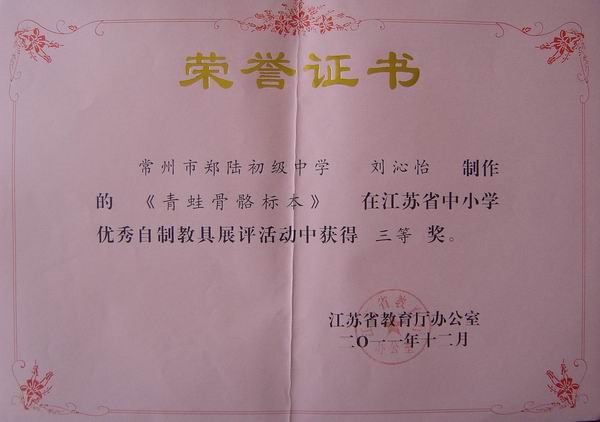 荣誉证书
常州市郑陆初级中学 刘沁怡 制作
的 《青蛙骨骼标本》 在江苏省中小学
优秀自制教具展评活动中获得 三等 奖。
江苏省教育厅办公室
二〇一一年十二月